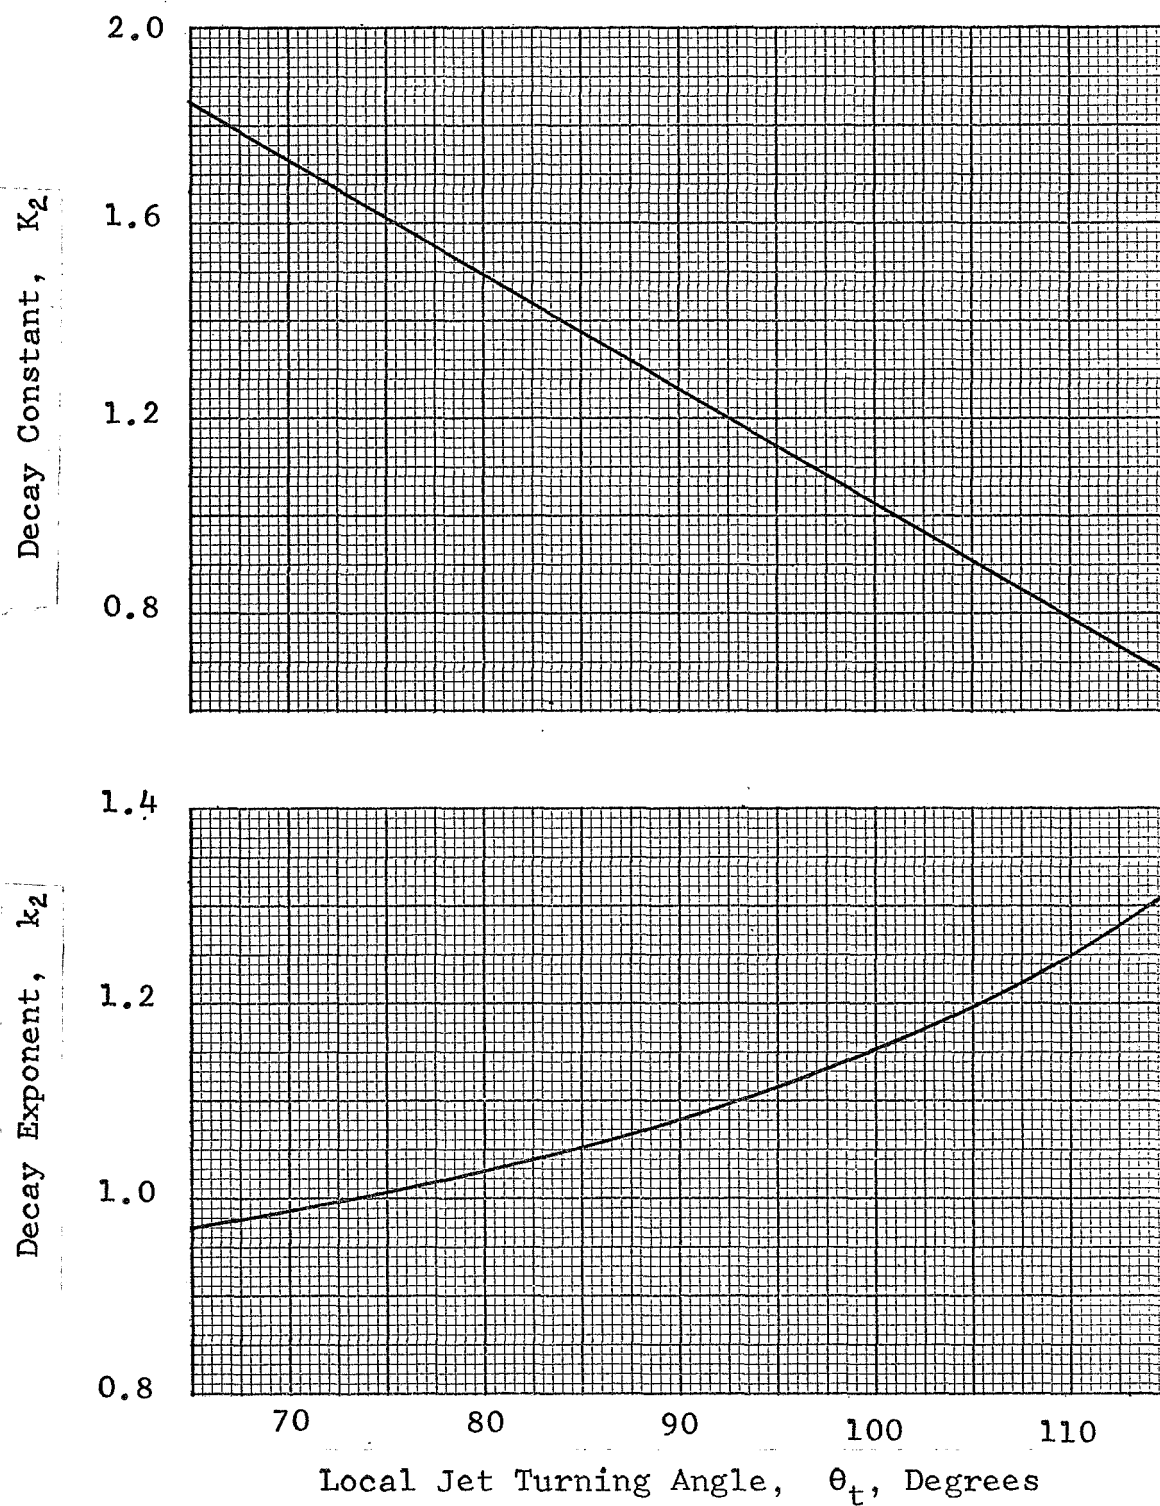 2.0
1.6
1.2
0.8
Decay Constant, K₂
1.4
1.2
1.0
0.8
Decay Exponent, k₂
70 80 90 100 110
Local Jet Turning Angle, θₜ, Degrees